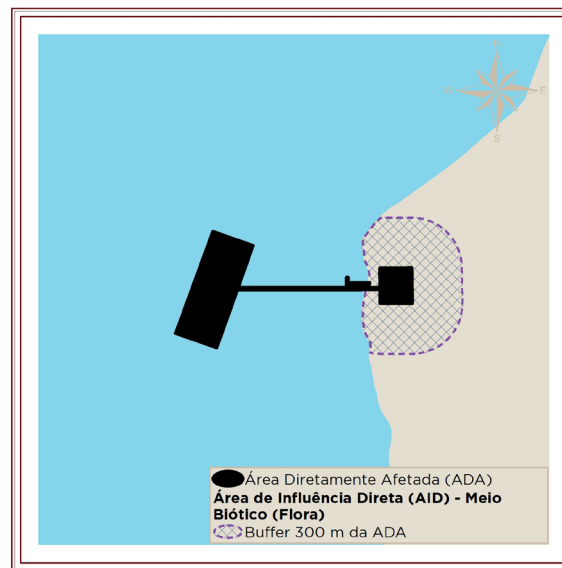 E
S
Área Diretamente Afetada (ADA)
Área de Influência Direta (AID) - Meio
Biótico (Flora)
Buffer 300 m da ADA